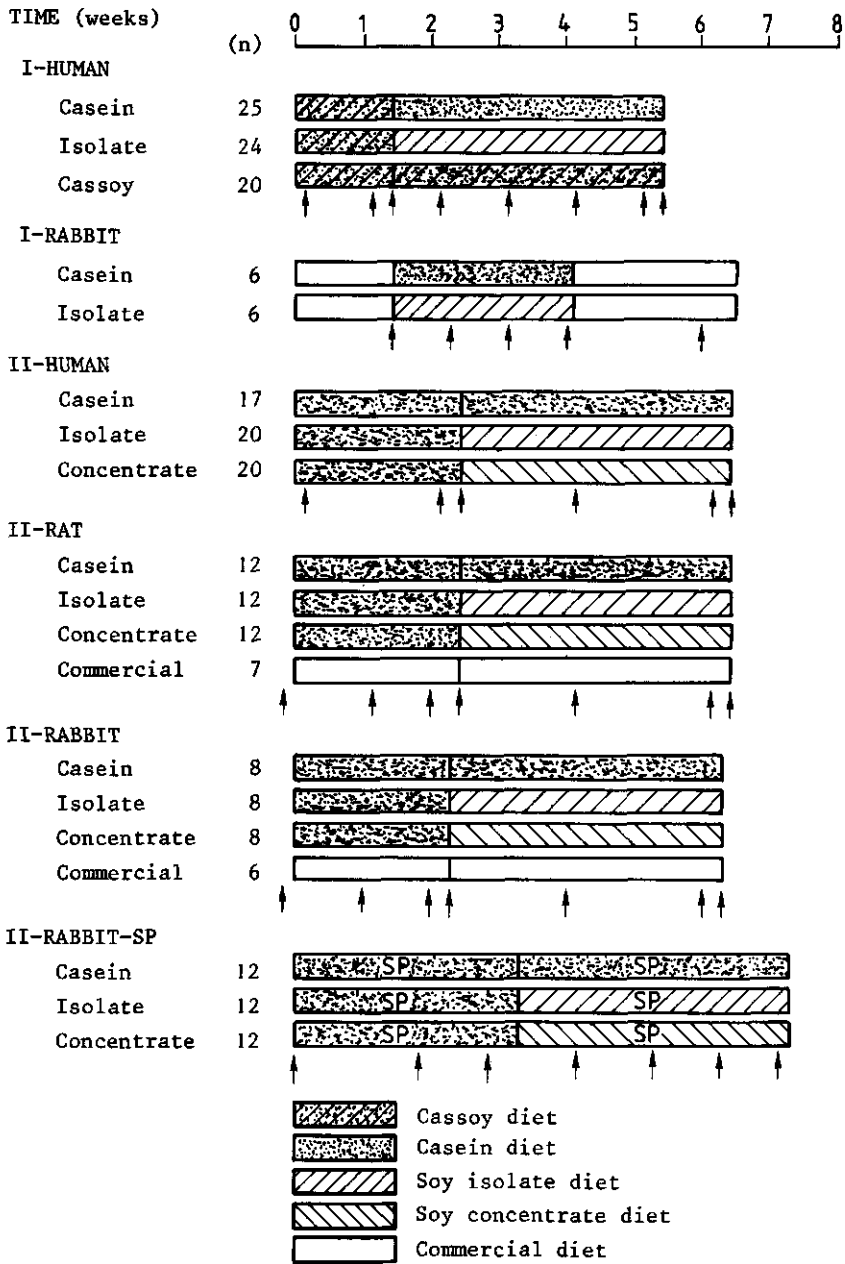 TIME (weeks) 0 1 2 3 4 5 6 7 8
(n)
I-HUMAN
Casein 25
Isolate 24
Cassoy 20
I-RABBIT
Casein 6
Isolate 6
II-HUMAN
Casein 17
Isolate 20
Concentrate 20
II-RAT
Casein 12
Isolate 12
Concentrate 12
Commercial 7
II-RABBIT
Casein 8
Isolate 8
Concentrate 8
Commercial 6
II-RABBIT-SP
Casein 12 SP SP
Isolate 12 SP SP
Concentrate 12 SP SP
Cassoy diet
Casein diet
Soy isolate diet
Soy concentrate diet
Commercial diet